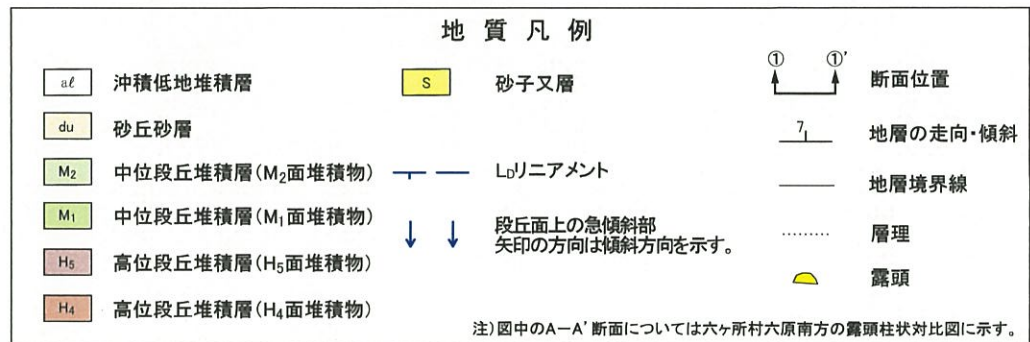 地質凡例
aℓ 沖積低地堆積層
du 砂丘砂層
M₂ 中位段丘堆積層(M₂面堆積物)
M₁ 中位段丘堆積層(M₁面堆積物)
H₅ 高位段丘堆積層(H₅面堆積物)
H₄ 高位段丘堆積層(H₄面堆積物)
S 砂子又層
LDリニアメント
段丘面上の急傾斜部
矢印の方向は傾斜方向を示す。
① ①' 断面位置
7 地層の走向・傾斜
地層境界線
層理
露頭
注)図中のA-A'断面については六ヶ所村六原南方の露頭柱状対比図に示す。